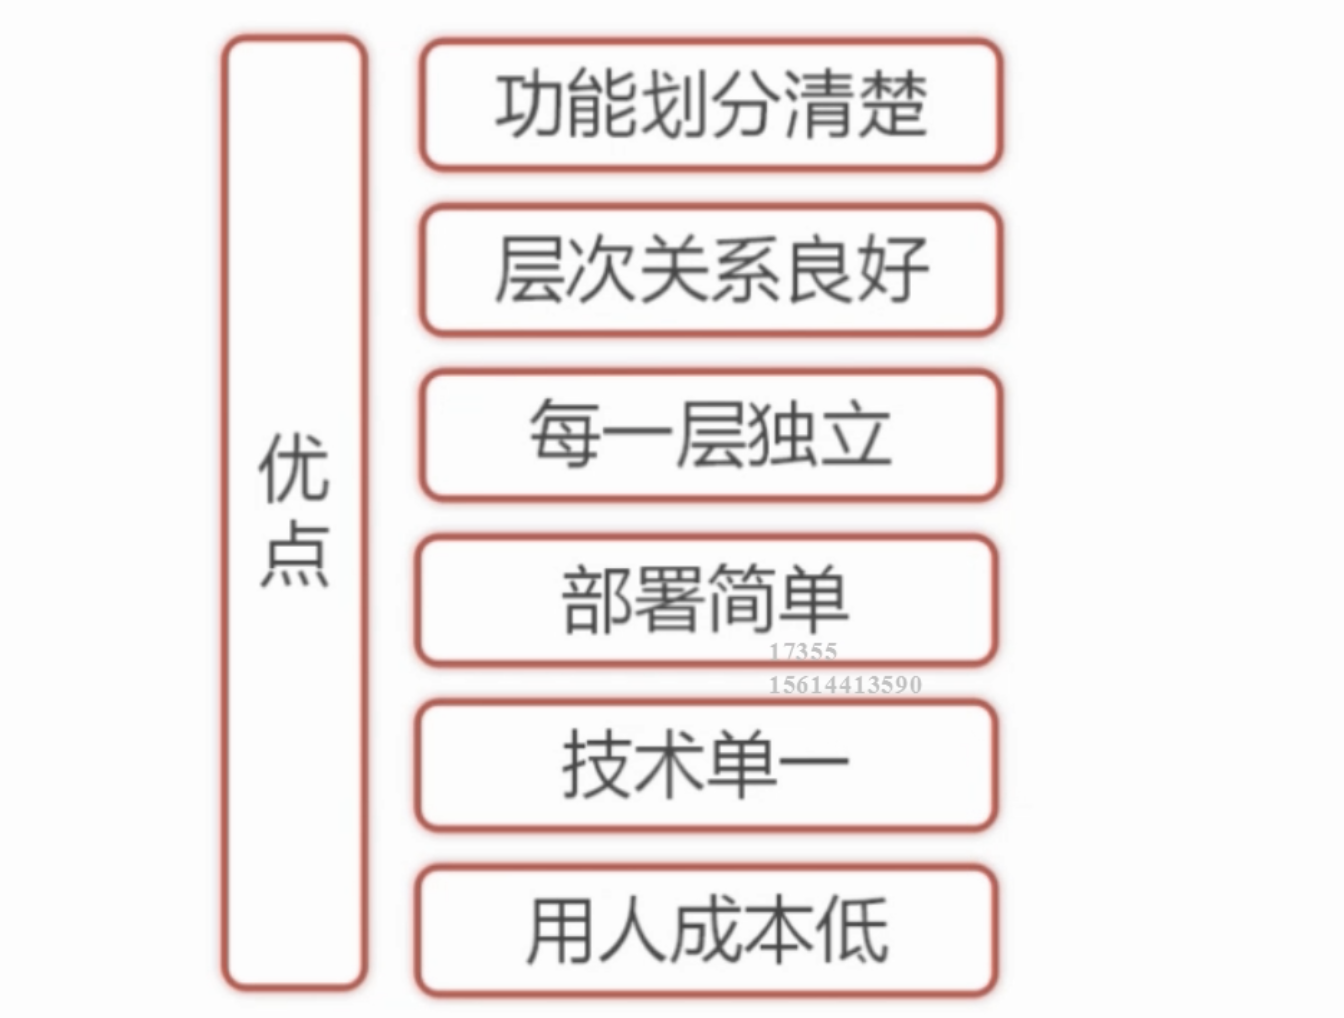 优点
功能划分清楚
层次关系良好
每一层独立
部署简单
17355
15614413590
技术单一
用人成本低